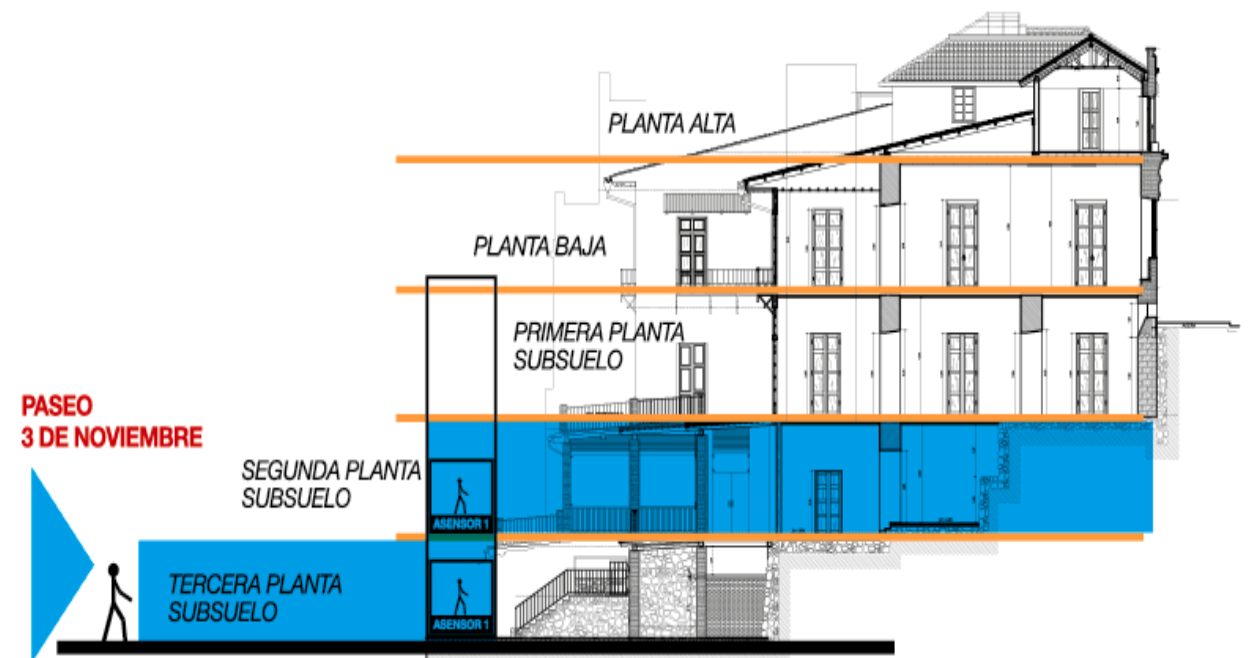 PLANTA ALTA
PLANTA BAJA
PRIMERA PLANTA
SUBSUELO
PASEO
3 DE NOVIEMBRE
SEGUNDA PLANTA
SUBSUELO
ASENSOR 1
TERCERA PLANTA
SUBSUELO
ASENSOR 1